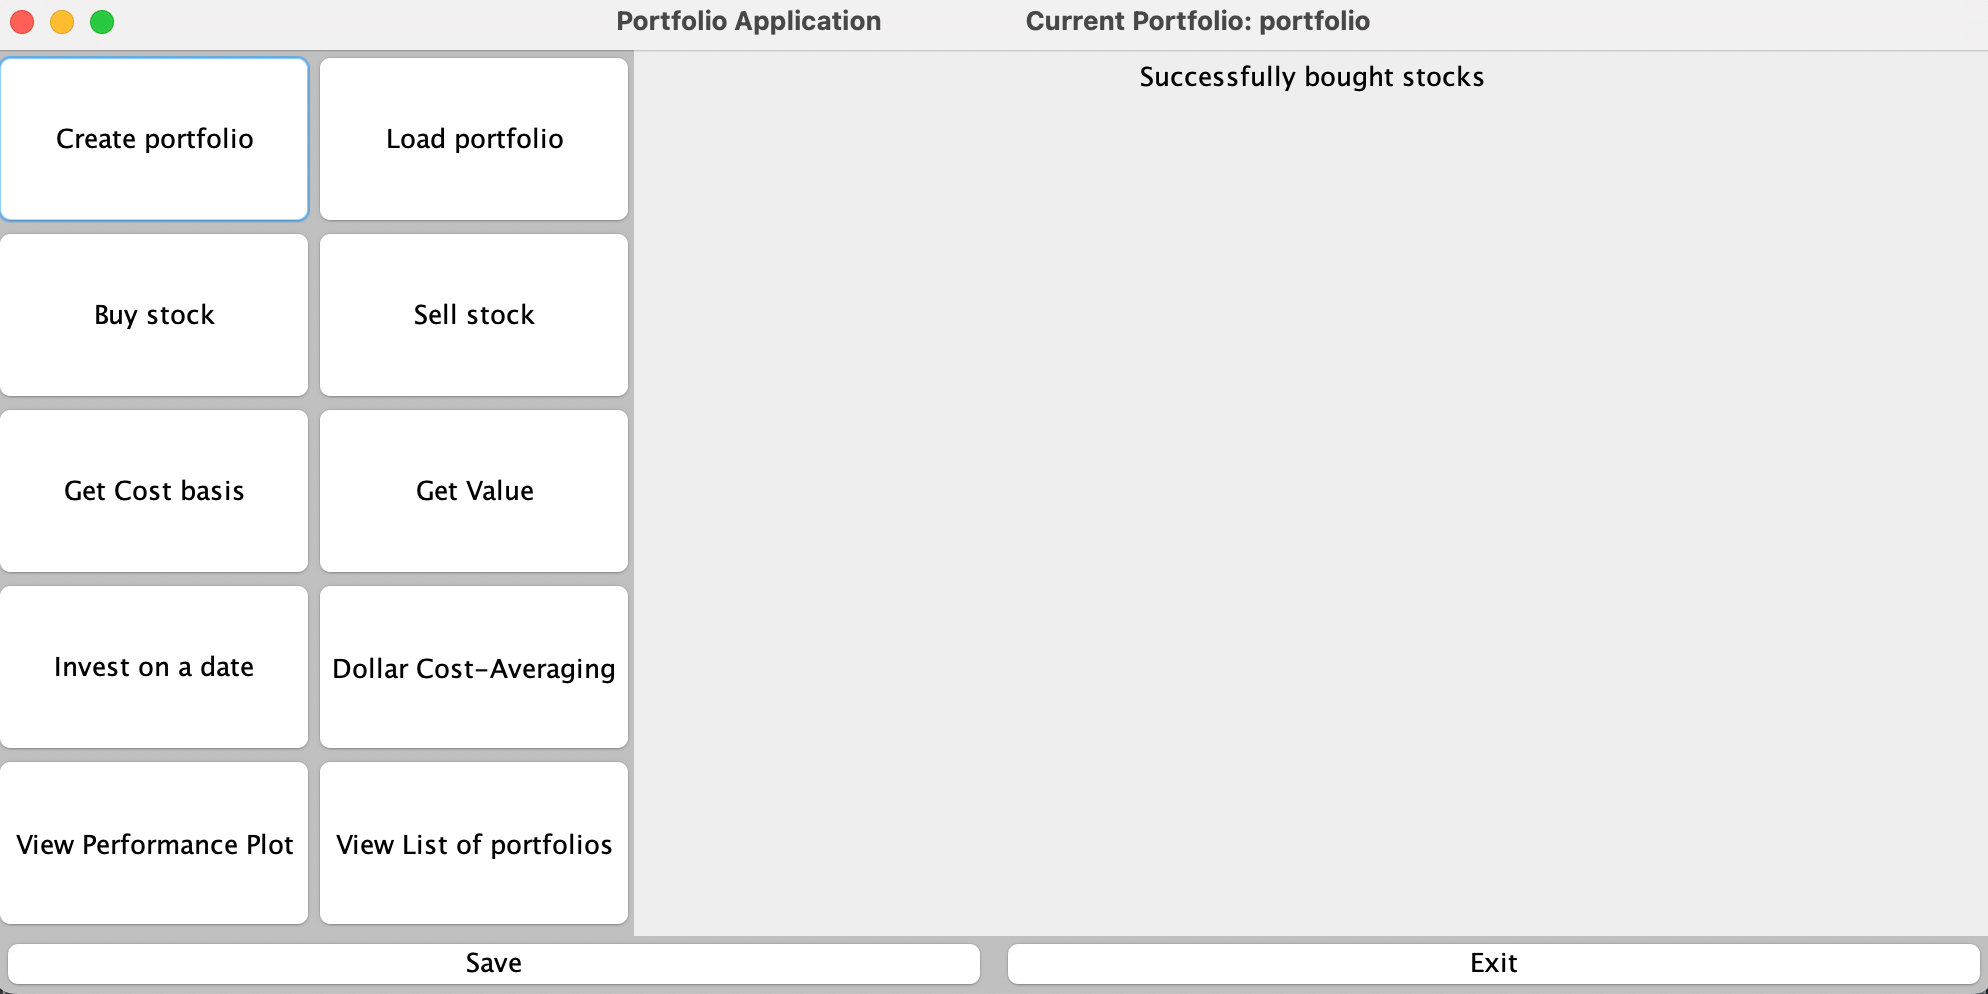 Portfolio Application Current Portfolio: portfolio
Create portfolio
Load portfolio
Successfully bought stocks
Buy stock
Sell stock
Get Cost basis
Get Value
Invest on a date
Dollar Cost-Averaging
View Performance Plot
View List of portfolios
Save
Exit